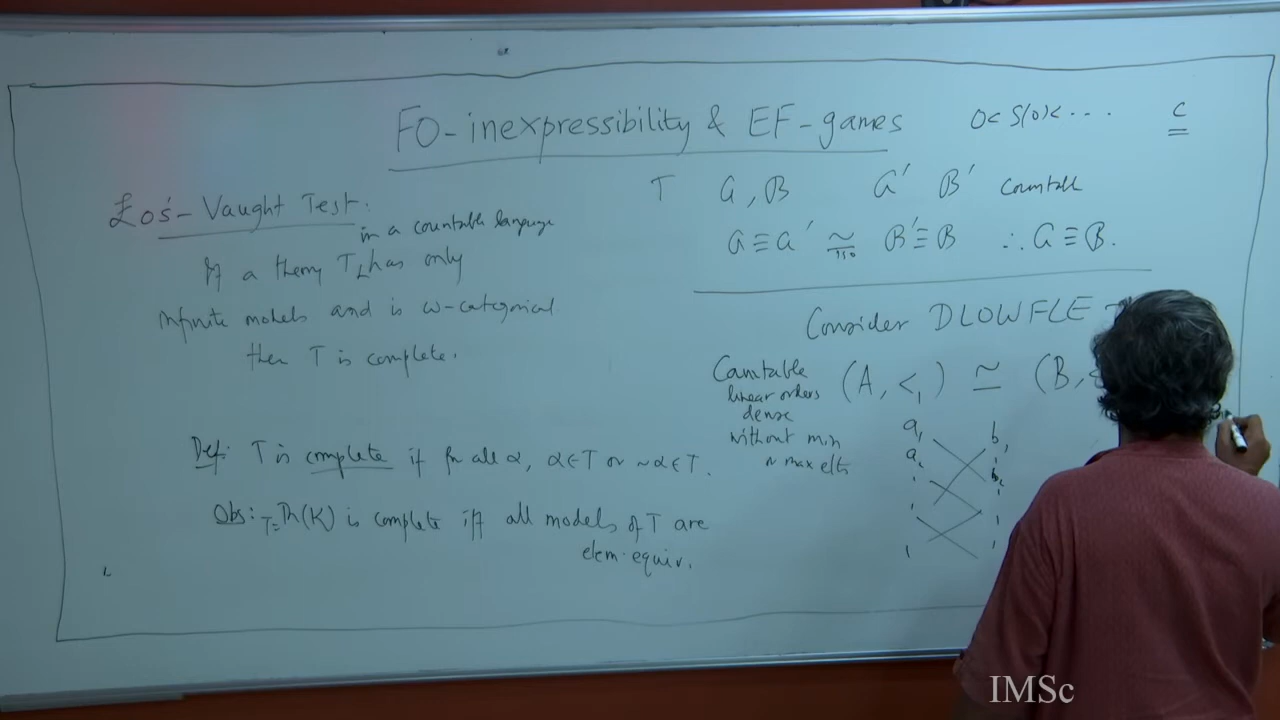 FO-inexpressibility & EF-games
0 < S(0) < ....
c
Łoś-Vaught Test:
in a countable language
If a theory T has only
infinite models and is ω-categorical
then T is complete.
Def: T is complete if for all α, α∈T or ~α∈T.
Obs: T=Th(K) is complete iff all models of T are
elem. equiv.
T a, B a' B' countable
a ≡ a' ≅ iso B' ≡ B ∴ a ≡ B.
Consider DLOWFLE
Countable
linear orders
dense
without min
max elts
(A, <₁) ≃ (B,
a₁ b₁
a₂ b₂
IMSc